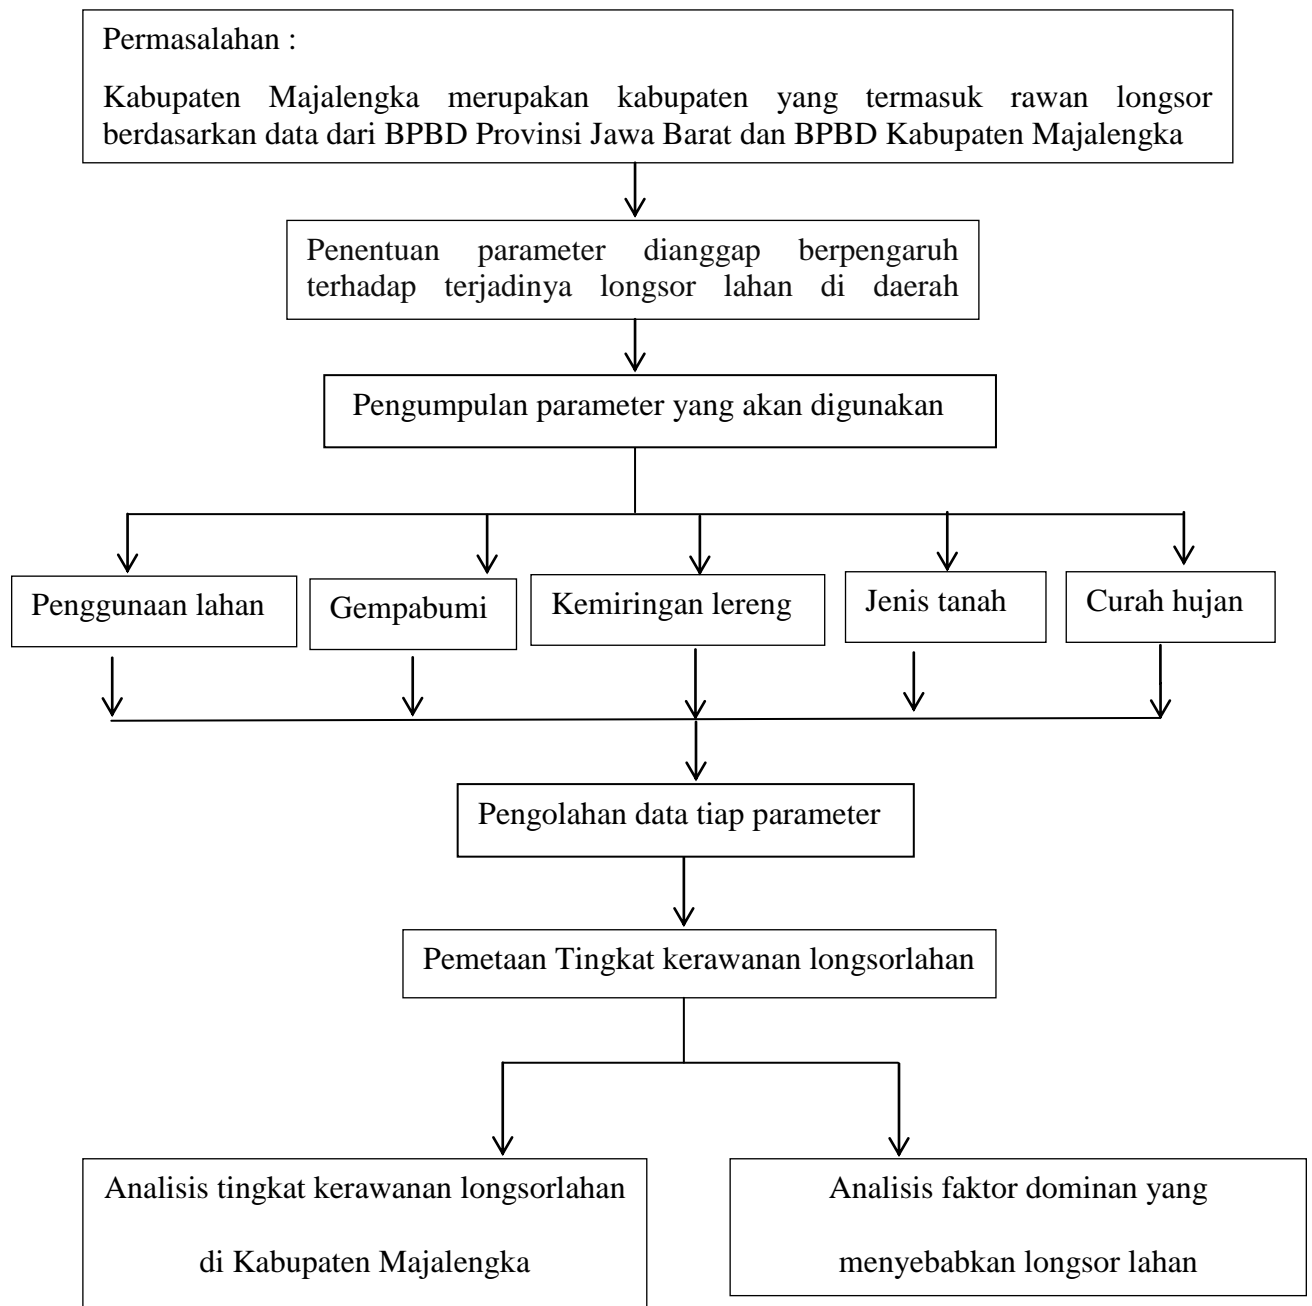 Permasalahan :
Kabupaten Majalengka merupakan kabupaten yang termasuk rawan longsor
berdasarkan data dari BPBD Provinsi Jawa Barat dan BPBD Kabupaten Majalengka
Penentuan parameter dianggap berpengaruh
terhadap terjadinya longsor lahan di daerah
Pengumpulan parameter yang akan digunakan
Penggunaan lahan
Gempabumi
Kemiringan lereng
Jenis tanah
Curah hujan
Pengolahan data tiap parameter
Pemetaan Tingkat kerawanan longsorlahan
Analisis tingkat kerawanan longsorlahan
di Kabupaten Majalengka
Analisis faktor dominan yang
menyebabkan longsor lahan